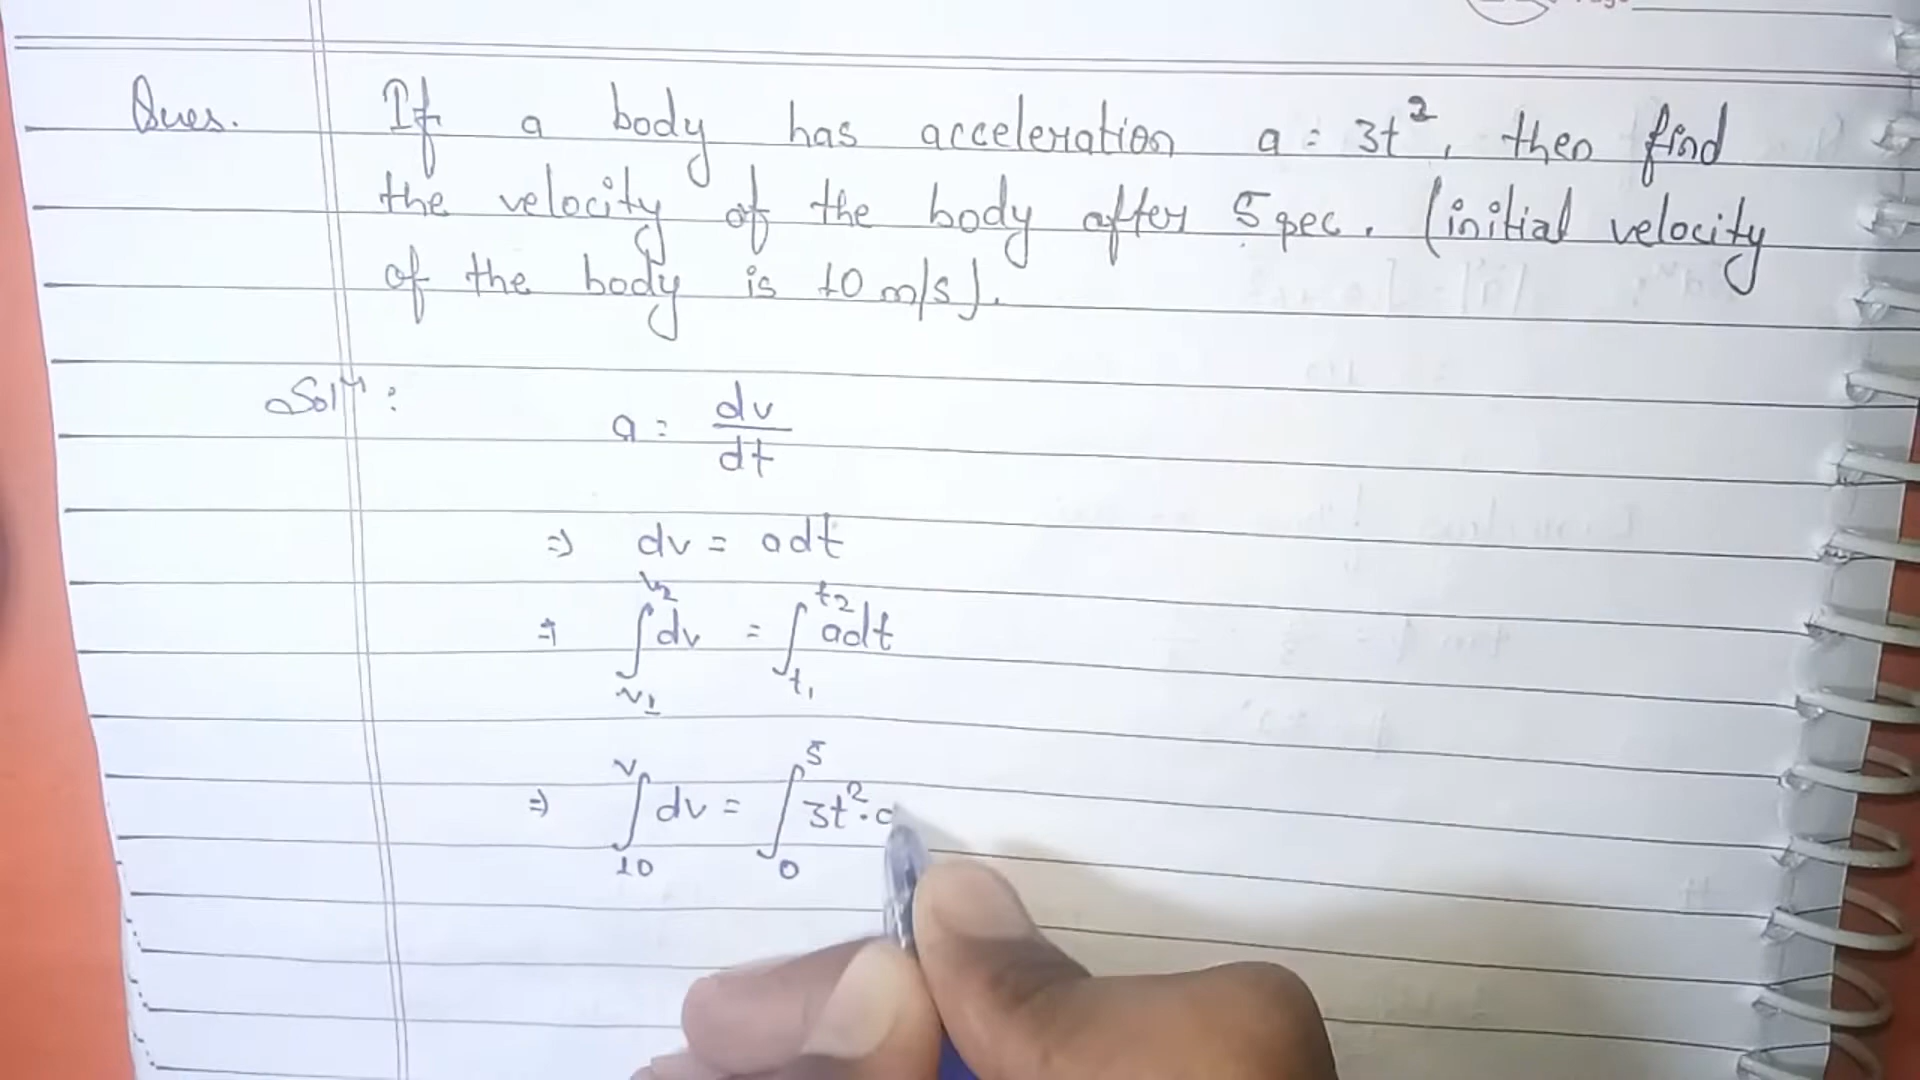 Ques. If a body has acceleration a = 3t², then find
the velocity of the body after 5 sec. (initial velocity
of the body is 10 m/s).
Solⁿ: a = dv/dt
⇒ dv = adt
⇒ ∫_{v₁}^{v₂} dv = ∫_{t₁}^{t₂} adt
⇒ ∫_{10}^{v} dv = ∫_{0}^{5} 3t² · d